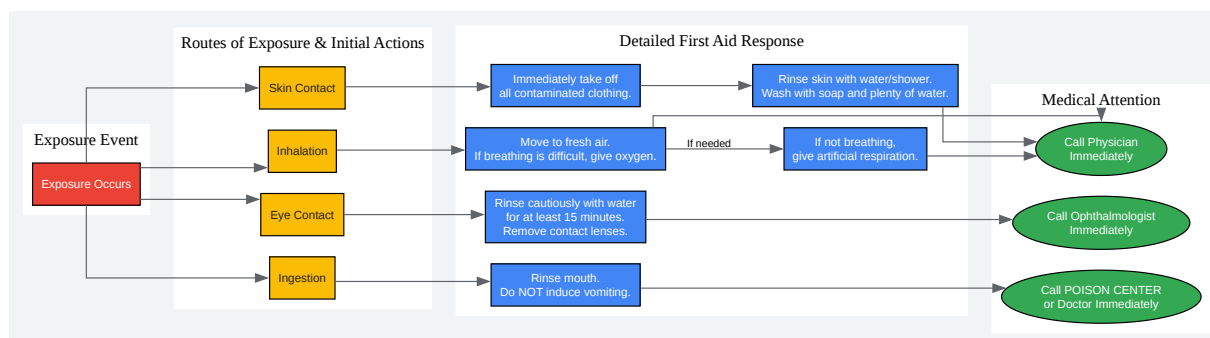 Exposure Event
Exposure Occurs
Routes of Exposure & Initial Actions
Skin Contact
Inhalation
Eye Contact
Ingestion
Detailed First Aid Response
Immediately take off
all contaminated clothing.
Rinse skin with water/shower.
Wash with soap and plenty of water.
Move to fresh air.
If breathing is difficult, give oxygen.
If needed
If not breathing,
give artificial respiration.
Rinse cautiously with water
for at least 15 minutes.
Remove contact lenses.
Rinse mouth.
Do NOT induce vomiting.
Medical Attention
Call Physician
Immediately
Call Ophthalmologist
Immediately
Call POISON CENTER
or Doctor Immediately